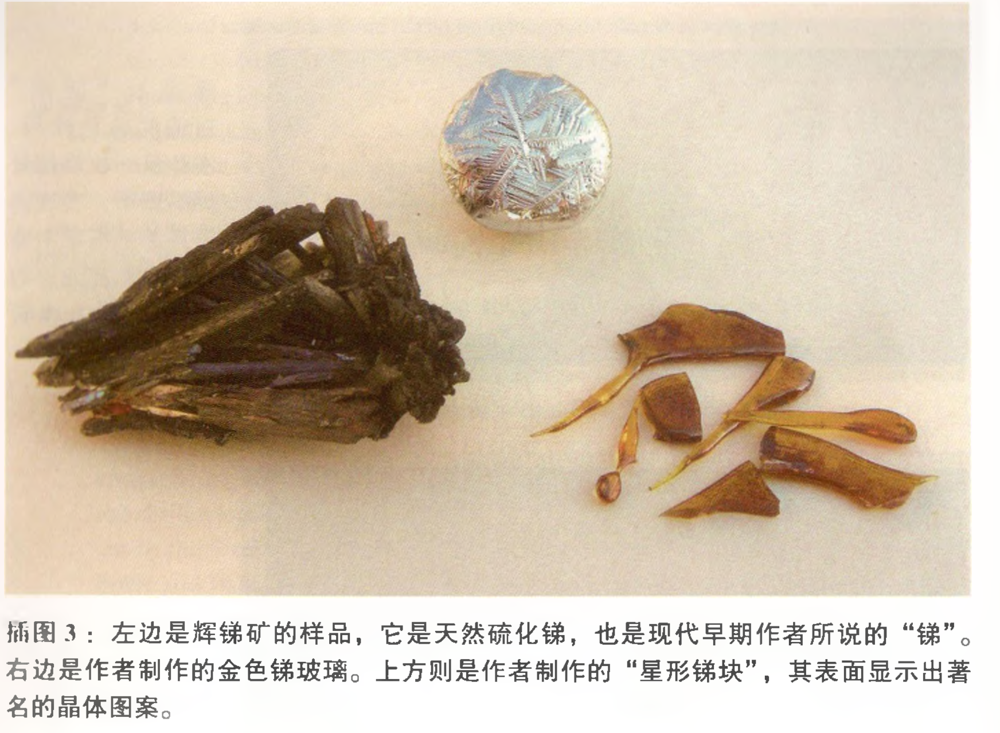 插图 3：左边是辉锑矿的样品，它是天然硫化锑，也是现代早期作者所说的“锑”。
右边是作者制作的金色锑玻璃。上方则是作者制作的“星形锑块”，其表面显示出著
名的晶体图案。